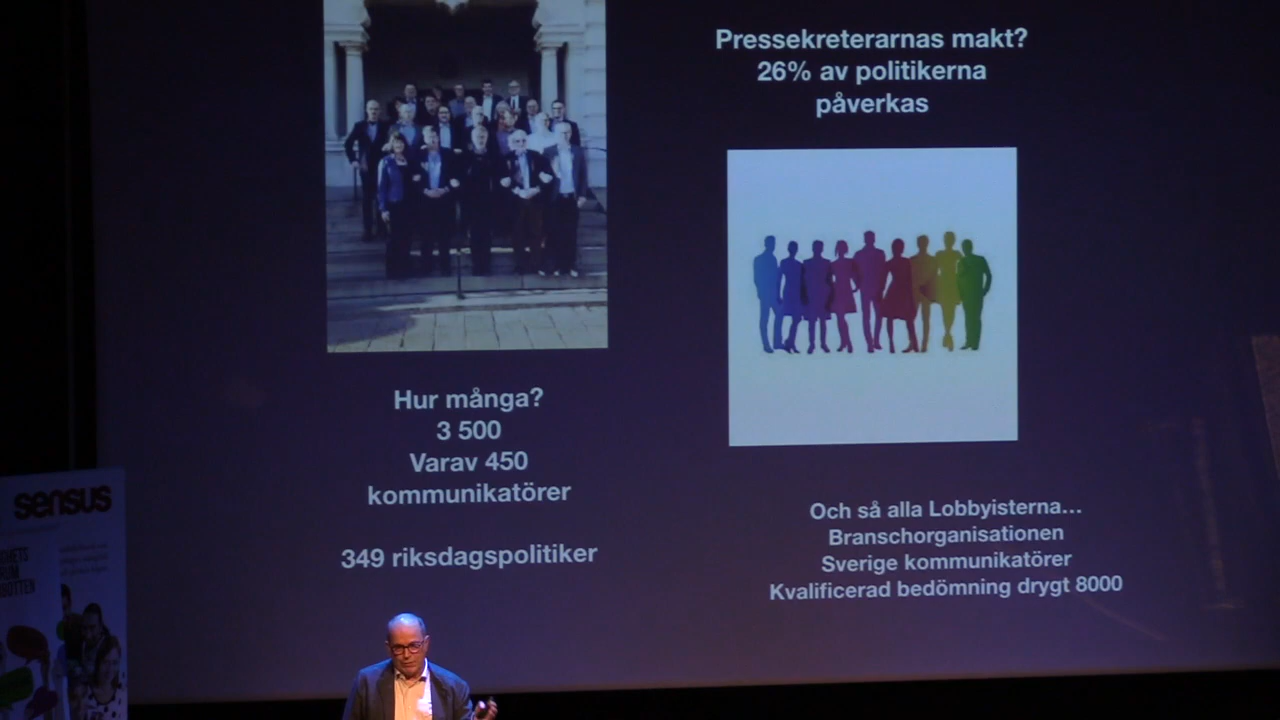 Pressekreterarnas makt?
26% av politikerna
påverkas
Hur många?
3 500
Varav 450
kommunikatörer
349 riksdagspolitiker
Och så alla Lobbyisterna…
Branschorganisationen
Sverige kommunikatörer
Kvalificerad bedömning drygt 8000
sensus